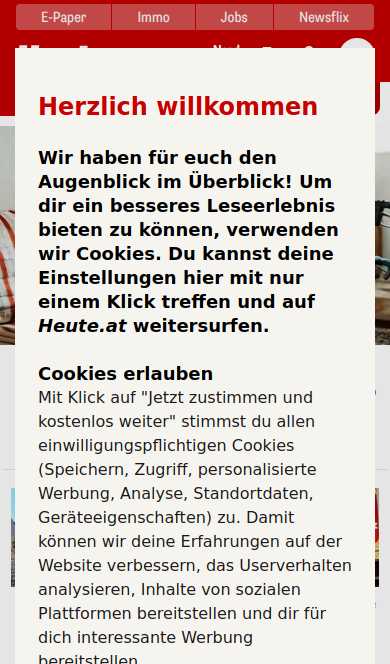 E-Paper Immo Jobs Newsflix
Herzlich willkommen
Wir haben für euch den
Augenblick im Überblick! Um
dir ein besseres Leseerlebnis
bieten zu können, verwenden
wir Cookies. Du kannst deine
Einstellungen hier mit nur
einem Klick treffen und auf
Heute.at weitersurfen.
Cookies erlauben
Mit Klick auf "Jetzt zustimmen und
kostenlos weiter" stimmst du allen
einwilligungspflichtigen Cookies
(Speichern, Zugriff, personalisierte
Werbung, Analyse, Standortdaten,
Geräteeigenschaften) zu. Damit
können wir deine Erfahrungen auf der
Website verbessern, das Userverhalten
analysieren, Inhalte von sozialen
Plattformen bereitstellen und dir für
dich interessante Werbung
bereitstellen